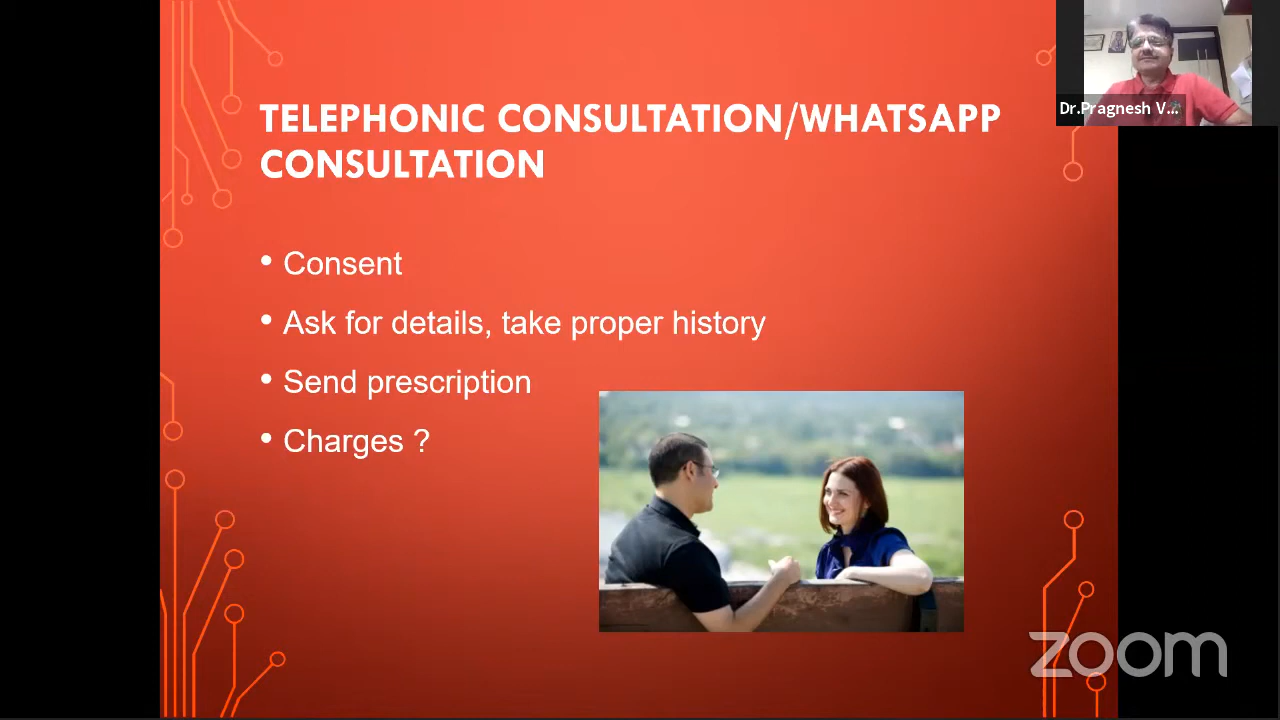 TELEPHONIC CONSULTATION/WHATSAPP
CONSULTATION
• Consent
• Ask for details, take proper history
• Send prescription
• Charges ?
Dr.Pragnesh V...
zoom